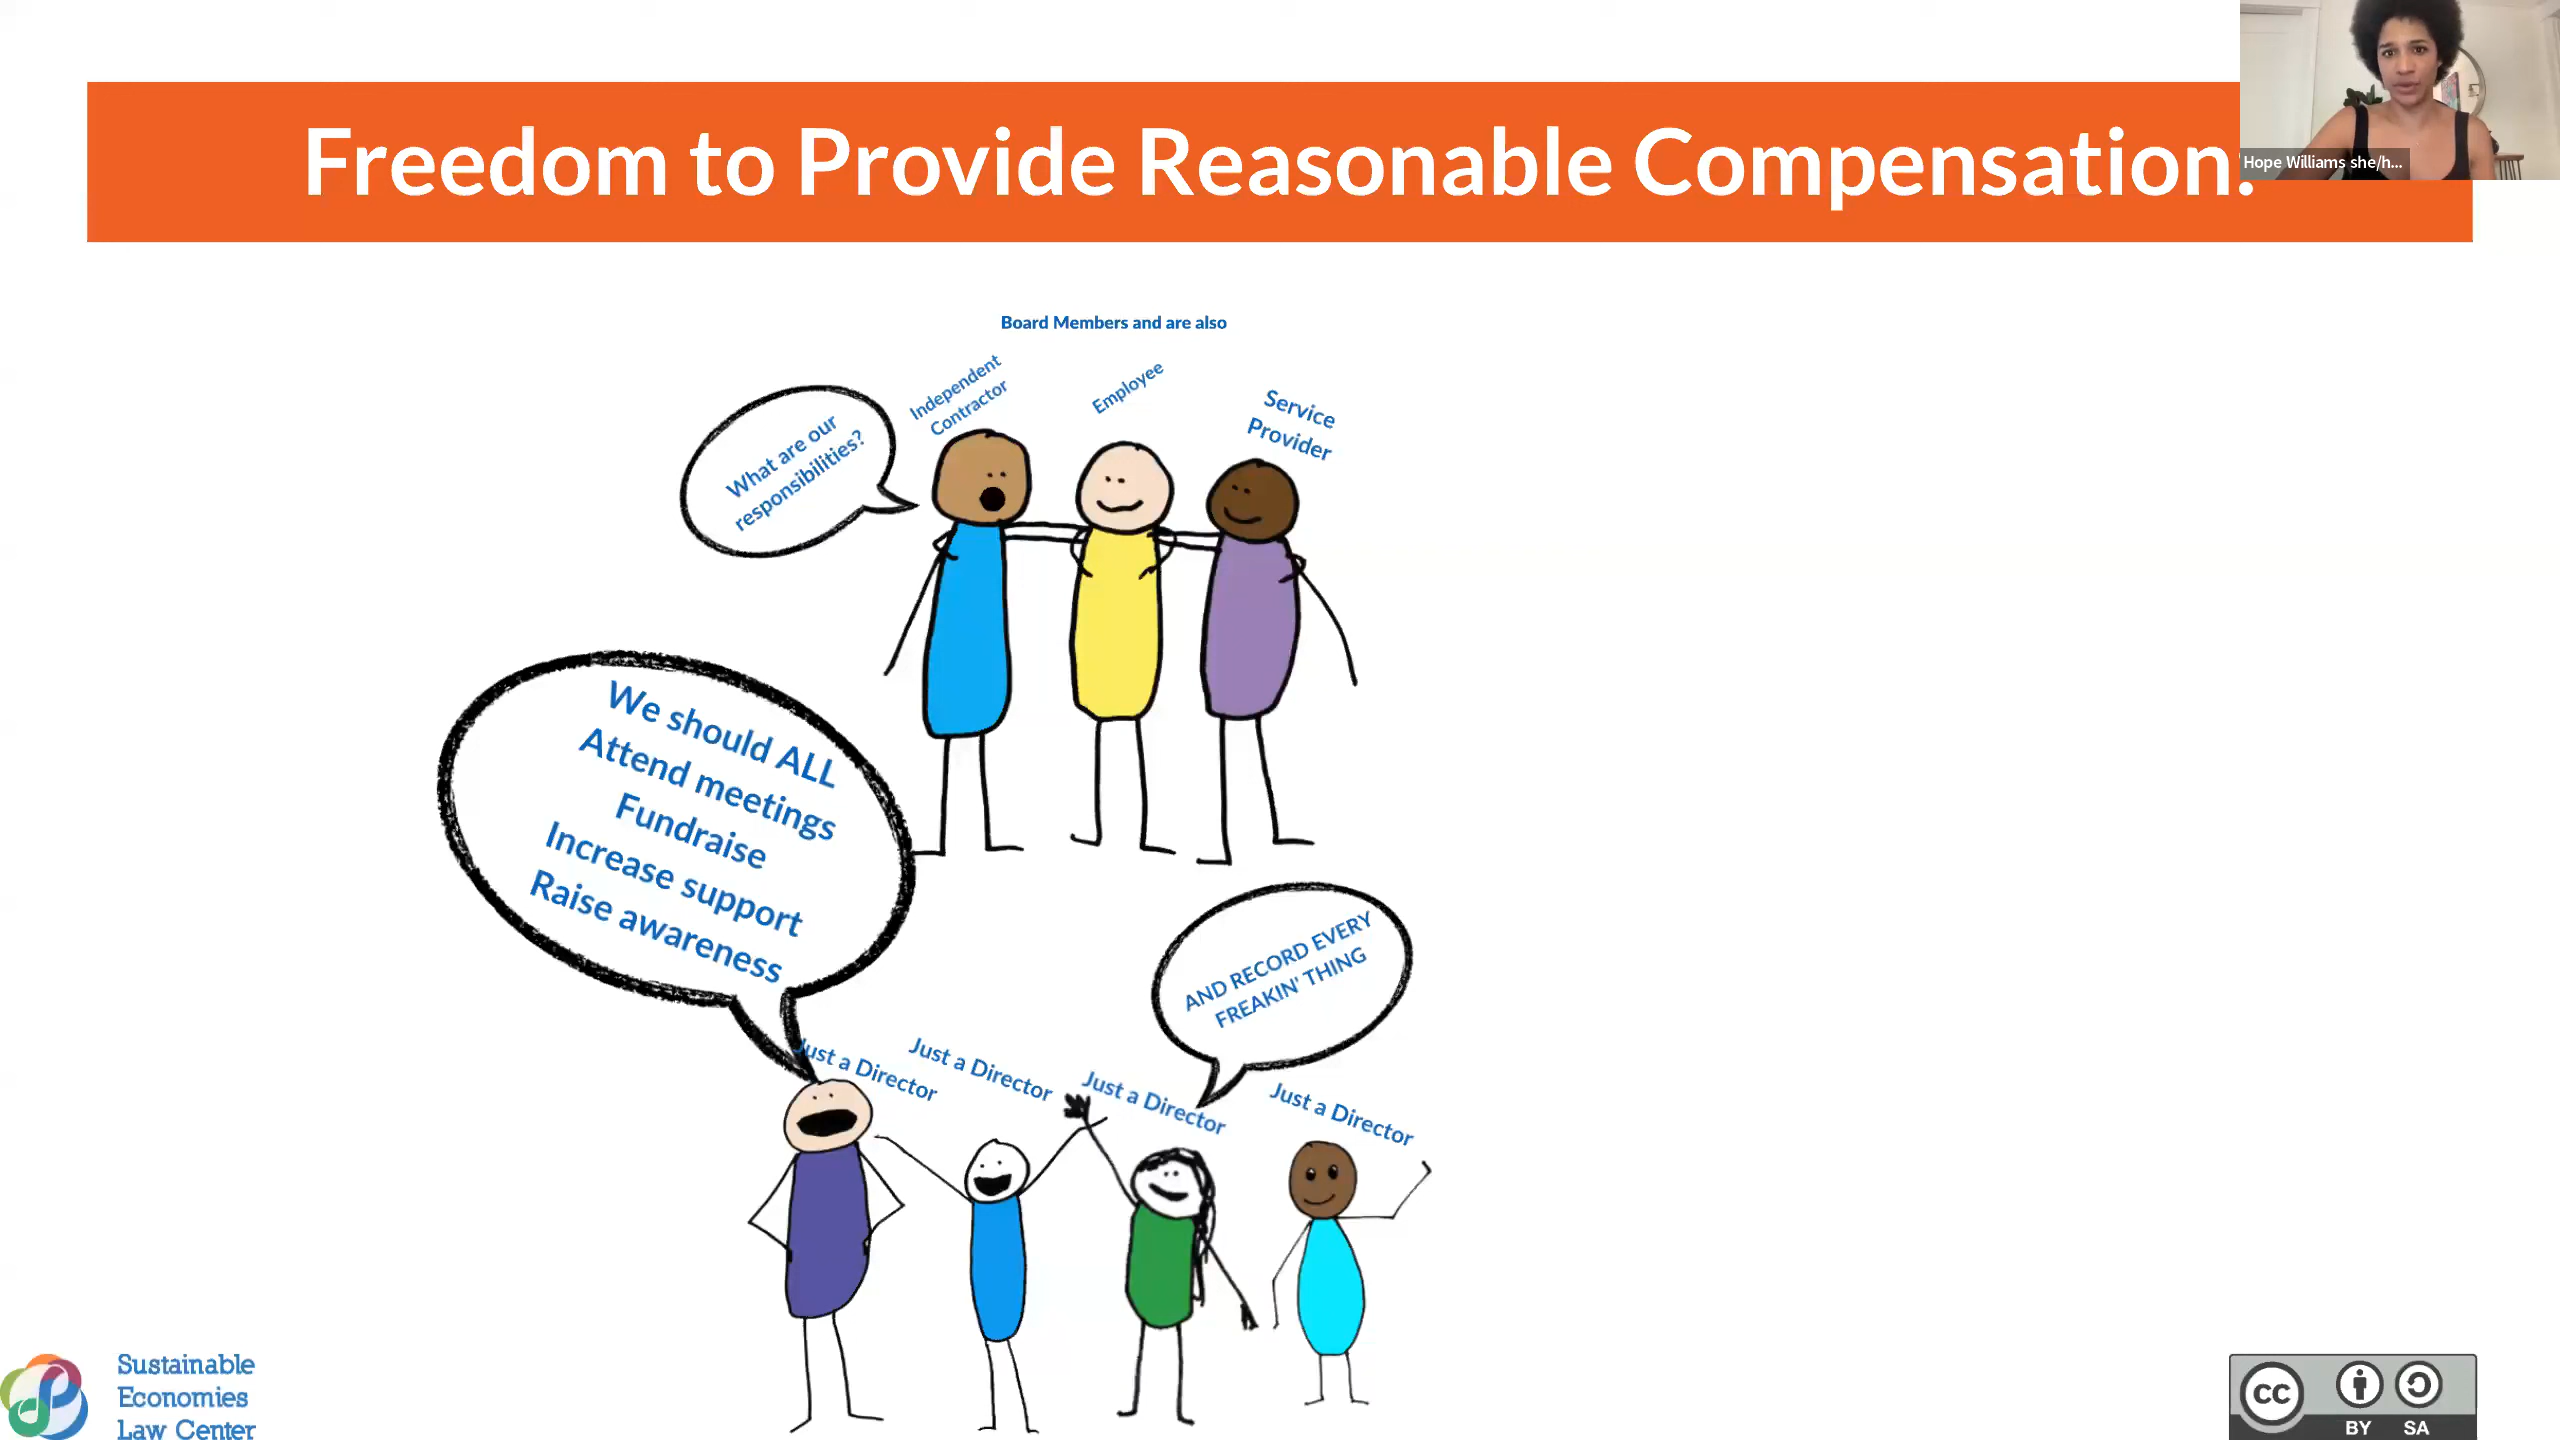 Freedom to Provide Reasonable Compensation:
Hope Williams she/h...
Board Members and are also
Independent
Contractor
Employee
Service
Provider
What are our
responsibilities?
We should ALL
Attend meetings
Fundraise
Increase support
Raise awareness
AND RECORD EVERY
FREAKIN' THING
Just a Director
Just a Director
Just a Director
Just a Director
Sustainable
Economies
Law Center
CC
BY SA